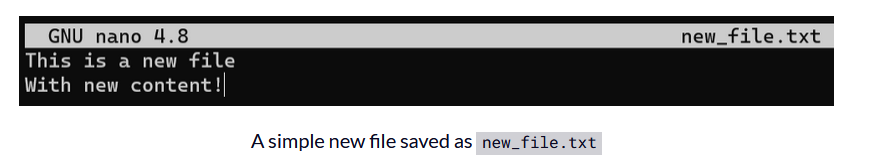 GNU nano 4.8 new_file.txt
This is a new file
With new content!
A simple new file saved as new_file.txt